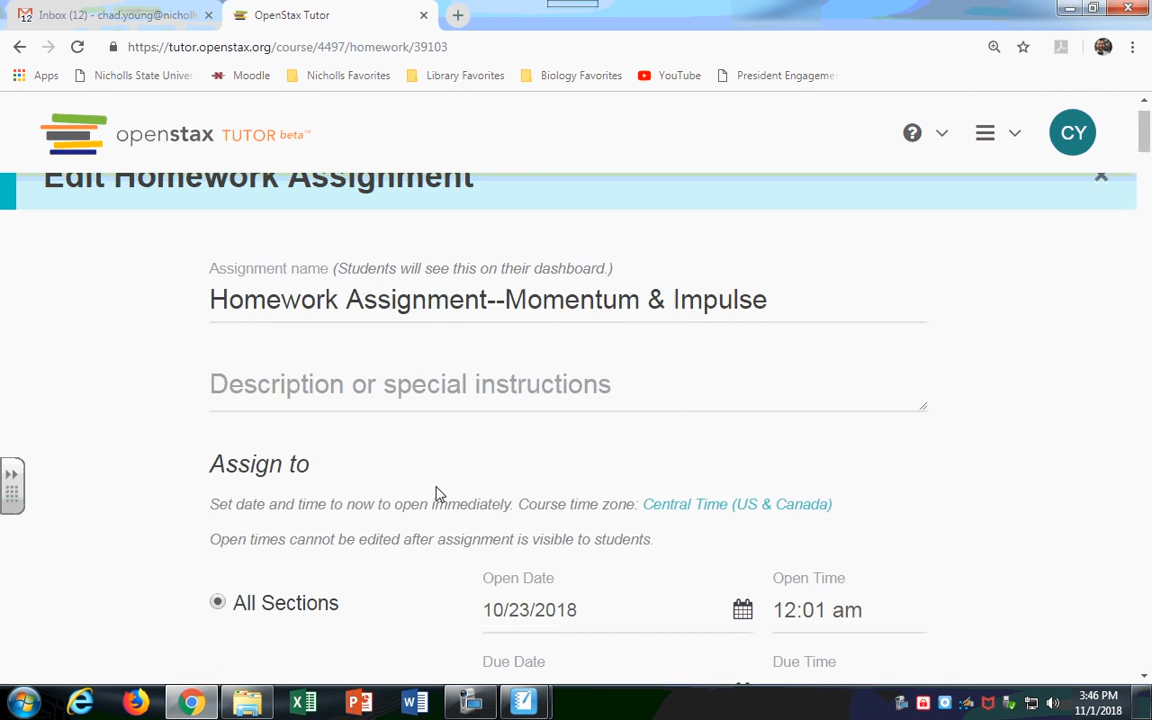 Inbox (12) - chad.young@nicholls
OpenStax Tutor
https://tutor.openstax.org/course/4497/homework/39103
Apps
Nicholls State Univer
Moodle
Nicholls Favorites
Library Favorites
Biology Favorites
YouTube
President Engageme
openstax TUTOR beta™
CY
Edit Homework Assignment
Assignment name (Students will see this on their dashboard.)
Homework Assignment--Momentum & Impulse
Description or special instructions
Assign to
Set date and time to now to open immediately. Course time zone: Central Time (US & Canada)
Open times cannot be edited after assignment is visible to students.
Open Date
Open Time
All Sections
10/23/2018
12:01 am
Due Date
Due Time
3:46 PM
11/1/2018